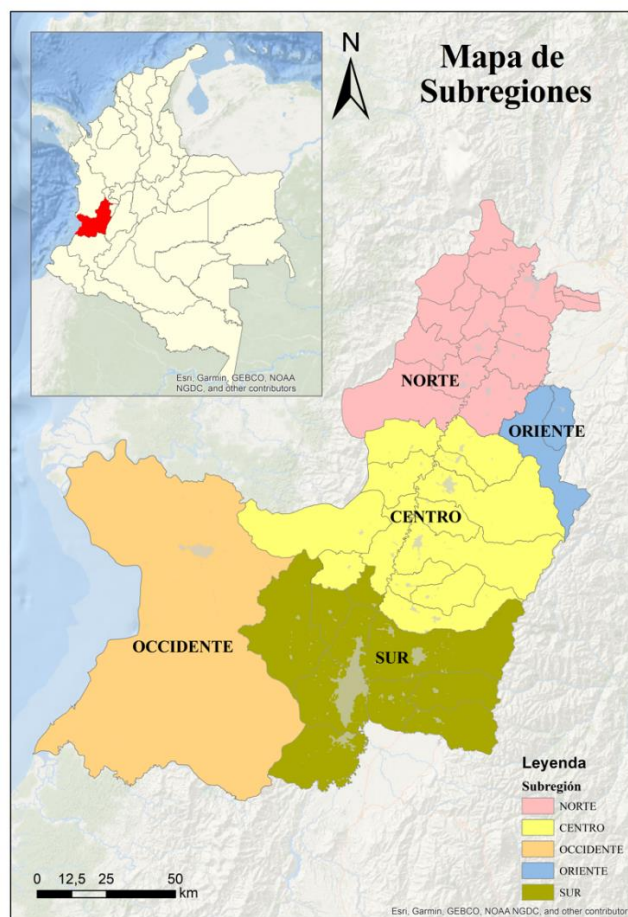 N
Mapa de
Subregiones
Esri, Garmin, GEBCO, NOAA
NGDC, and other contributors
NORTE
ORIENTE
CENTRO
OCCIDENTE
SUR
Leyenda
Subregión
NORTE
CENTRO
OCCIDENTE
ORIENTE
SUR
0 12,5 25 50
km
Esri, Garmin, GEBCO, NOAA NGDC, and other contributor